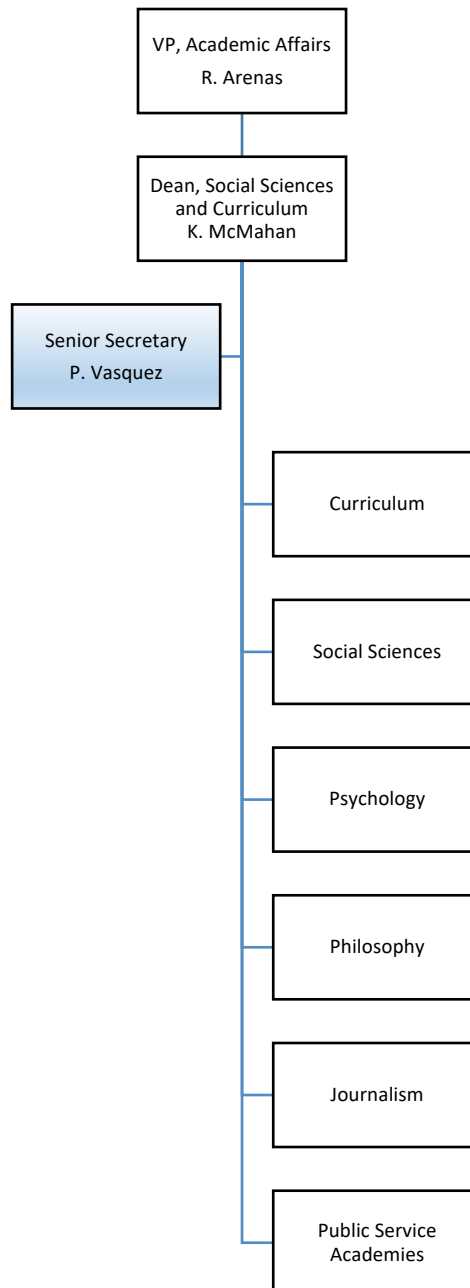 VP, Academic Affairs
R. Arenas
Dean, Social Sciences
and Curriculum
K. McMahan
Senior Secretary
P. Vasquez
Curriculum
Social Sciences
Psychology
Philosophy
Journalism
Public Service
Academies